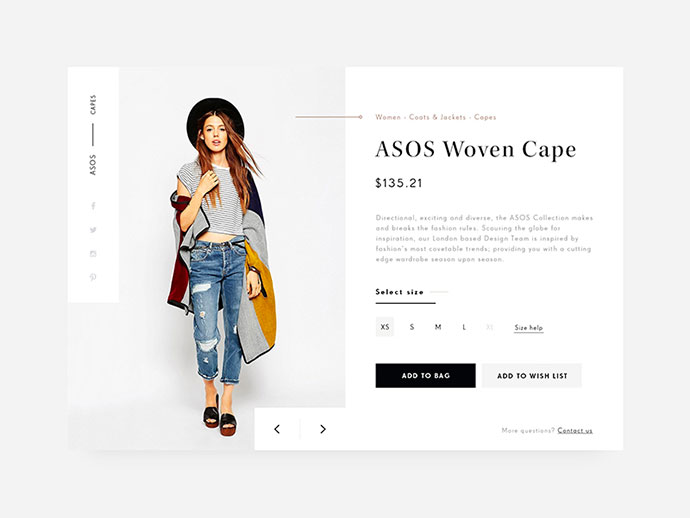 CAPES
ASOS
Women - Coats & Jackets - Capes
ASOS Woven Cape
$135.21
Directional, exciting and diverse, the ASOS Collection makes
and breaks the fashion rules. Scouring the globe for
inspiration, our London based Design Team is inspired by
fashion's most covetable trends; providing you with a cutting
edge wardrobe season upon season.
Select size
XS S M L XL Size help
ADD TO BAG ADD TO WISH LIST
More questions? Contact us